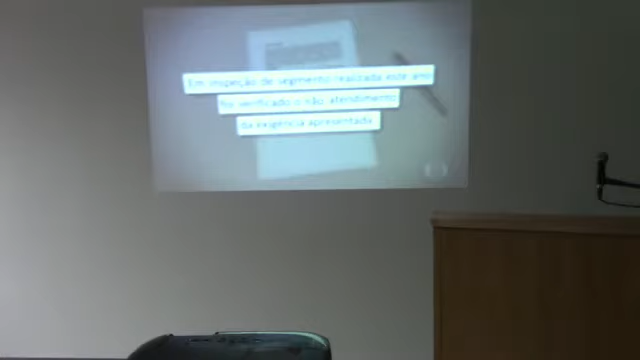 Em inspeção de segmento realizada este ano
foi verificado o não atendimento
da exigência apresentada.